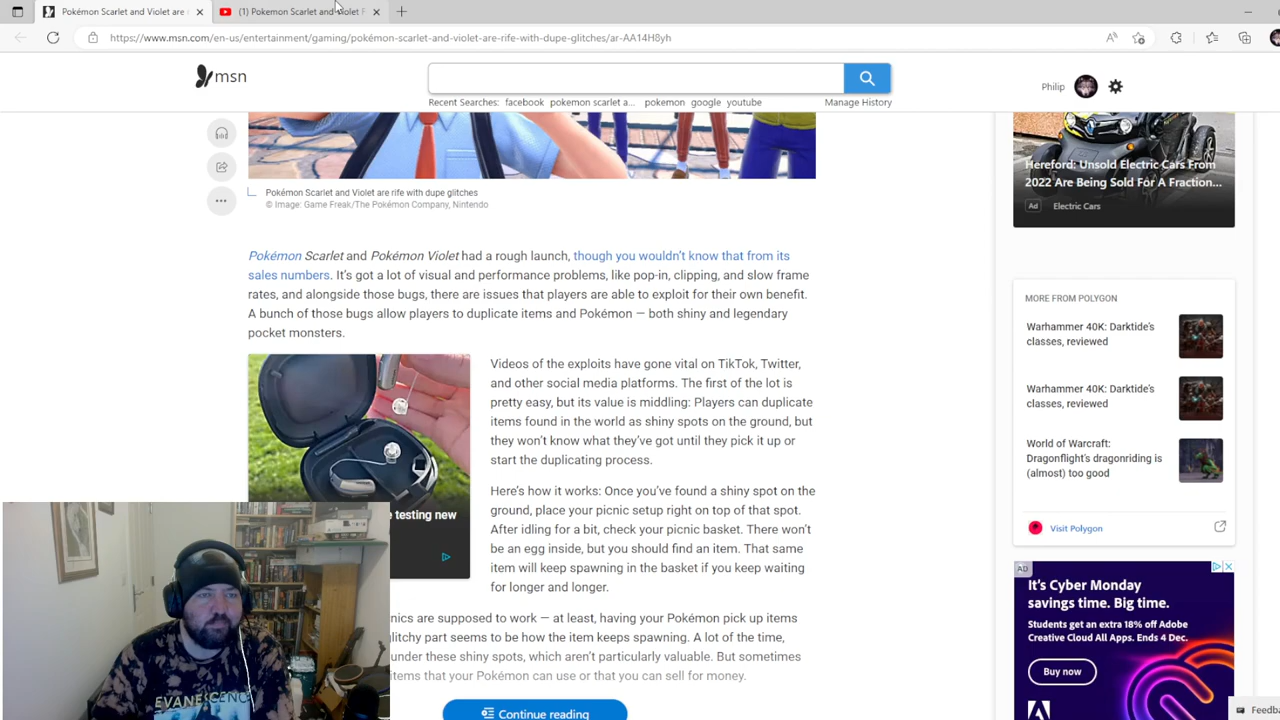 Pokémon Scarlet and Violet are
(1) Pokemon Scarlet and Violet F
https://www.msn.com/en-us/entertainment/gaming/pokémon-scarlet-and-violet-are-rife-with-dupe-glitches/ar-AA14H8yh
msn
Recent Searches: facebook pokemon scarlet a... pokemon google youtube Manage History
Philip
Pokémon Scarlet and Violet are rife with dupe glitches
© Image: Game Freak/The Pokémon Company, Nintendo
Pokémon Scarlet and Pokémon Violet had a rough launch, though you wouldn't know that from its
sales numbers. It's got a lot of visual and performance problems, like pop-in, clipping, and slow frame
rates, and alongside those bugs, there are issues that players are able to exploit for their own benefit.
A bunch of those bugs allow players to duplicate items and Pokémon — both shiny and legendary
pocket monsters.
Videos of the exploits have gone vital on TikTok, Twitter,
and other social media platforms. The first of the lot is
pretty easy, but its value is middling: Players can duplicate
items found in the world as shiny spots on the ground, but
they won't know what they've got until they pick it up or
start the duplicating process.
Here's how it works: Once you've found a shiny spot on the
ground, place your picnic setup right on top of that spot.
After idling for a bit, check your picnic basket. There won't
be an egg inside, but you should find an item. That same
item will keep spawning in the basket if you keep waiting
for longer and longer.
e testing new
nics are supposed to work — at least, having your Pokémon pick up items
litchy part seems to be how the item keeps spawning. A lot of the time,
under these shiny spots, which aren't particularly valuable. But sometimes
items that your Pokémon can use or that you can sell for money.
Continue reading
EVANESCENC
Hereford: Unsold Electric Cars From
2022 Are Being Sold For A Fraction...
Ad Electric Cars
MORE FROM POLYGON
Warhammer 40K: Darktide's
classes, reviewed
Warhammer 40K: Darktide's
classes, reviewed
World of Warcraft:
Dragonflight's dragonriding is
(almost) too good
Visit Polygon
AD
It's Cyber Monday
savings time. Big time.
Students get an extra 18% off Adobe
Creative Cloud All Apps. Ends 4 Dec.
Buy now
Feedba